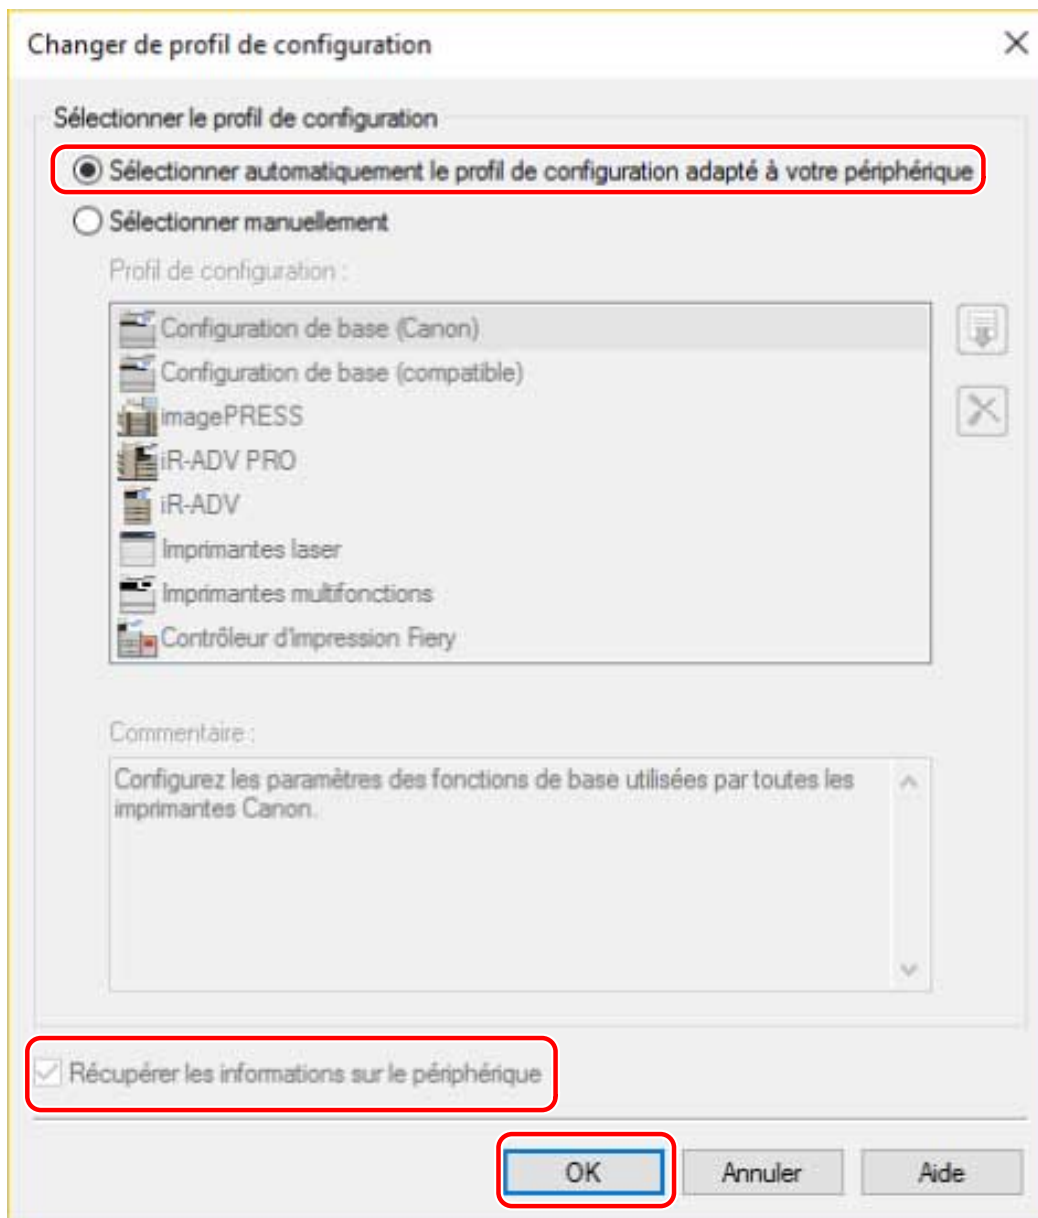 Changer de profil de configuration
Sélectionner le profil de configuration
Sélectionner automatiquement le profil de configuration adapté à votre périphérique
Sélectionner manuellement
Profil de configuration :
Configuration de base (Canon)
Configuration de base (compatible)
imagePRESS
iR-ADV PRO
iR-ADV
Imprimantes laser
Imprimantes multifonctions
Contrôleur d'impression Fiery
Commentaire :
Configurez les paramètres des fonctions de base utilisées par toutes les
imprimantes Canon.
Récupérer les informations sur le périphérique
OK
Annuler
Aide